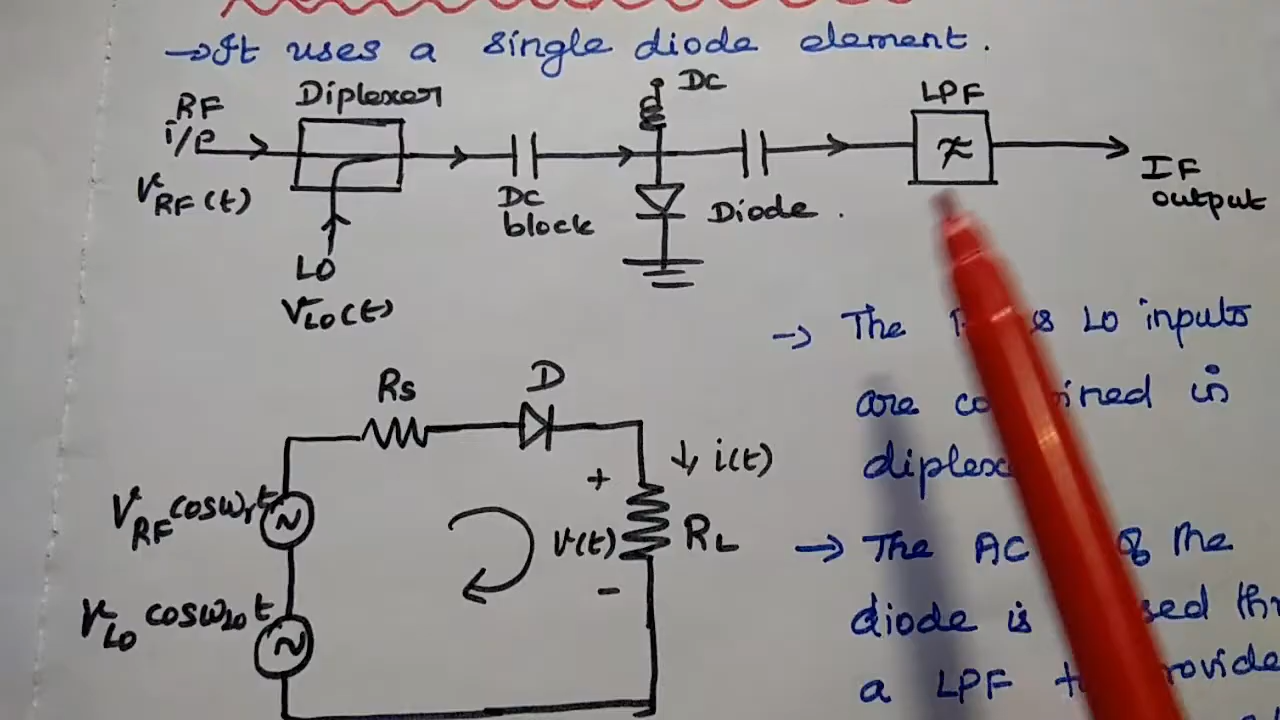 →It uses a single diode element.
RF
i/p
VRF(t)
Diplexer
LO
VLO(t)
DC
block
DC
Diode.
LPF
IF
output
Rs
D
VRF cosωrt
VLO cosωLOt
i(t)
+
v(t)
-
RL
→ The & LO inputs
are in
→ The AC of the
diode is
a LPF